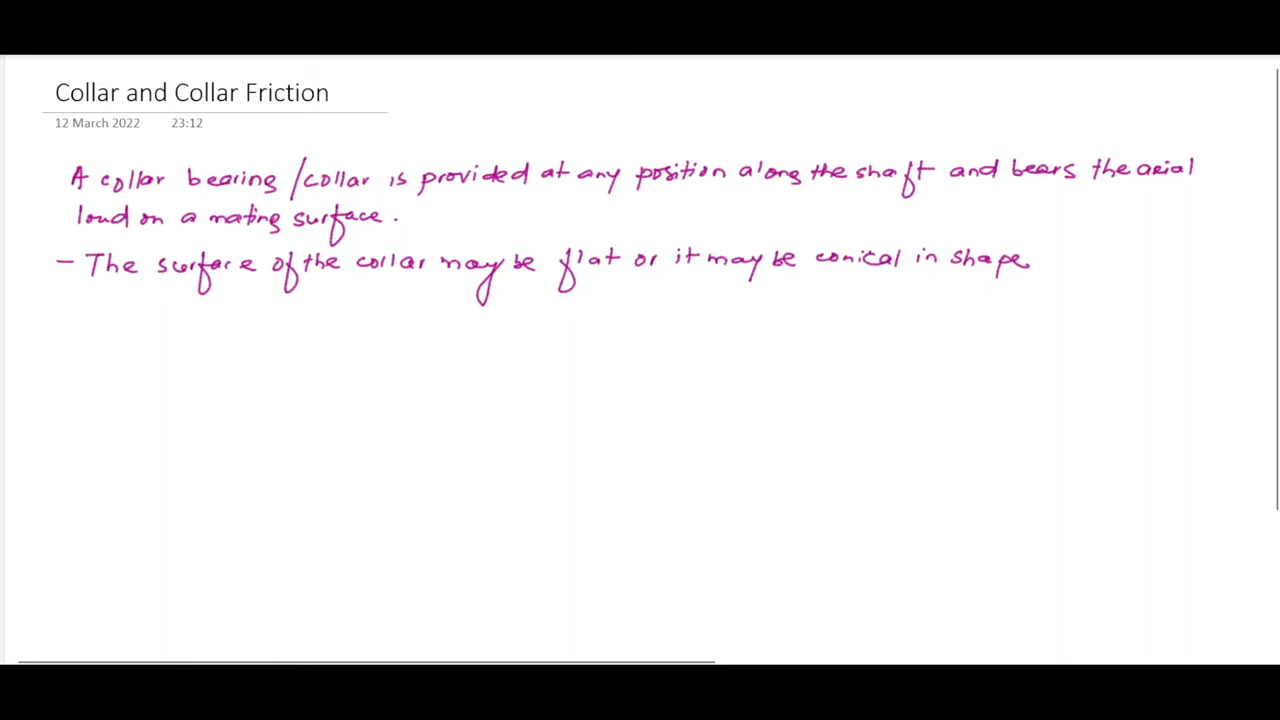 Collar and Collar Friction
12 March 2022 23:12
A collar bearing/collar is provided at any position along the shaft and bears the axial
load on a mating surface.
- The surface of the collar may be flat or it may be conical in shape